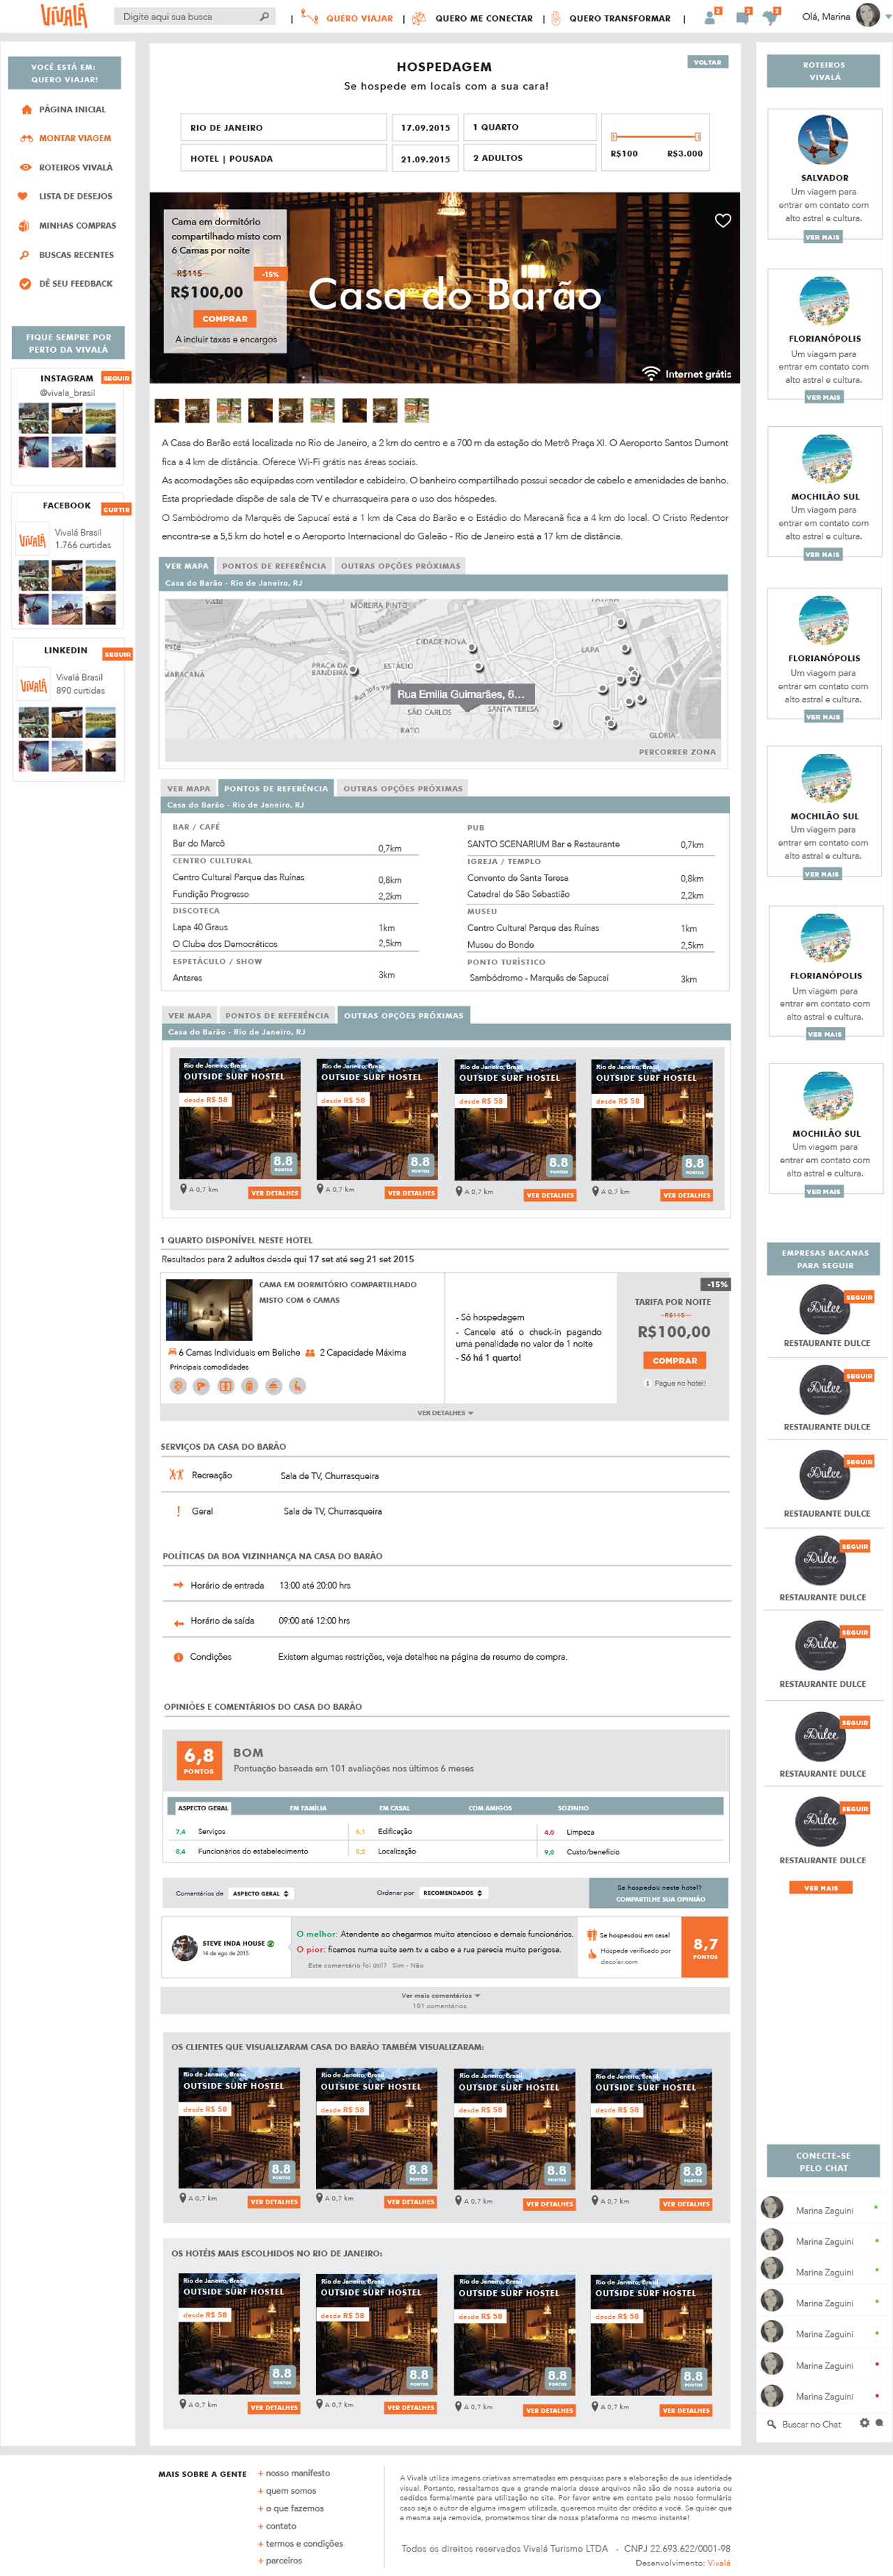 VIVALÁ
Digite aqui sua busca
QUERO VIAJAR
QUERO ME CONECTAR
QUERO TRANSFORMAR
2
2
2
Olá, Marina
VOCÊ ESTÁ EM:
QUERO VIAJAR!
PÁGINA INICIAL
MONTAR VIAGEM
ROTEIROS VIVALÁ
LISTA DE DESEJOS
MINHAS COMPRAS
BUSCAS RECENTES
DÊ SEU FEEDBACK
FIQUE SEMPRE POR
PERTO DA VIVALÁ
INSTAGRAM
SEGUIR
@vivala_brasil
FACEBOOK
CURTIR
VIVALÁ
Vivalá Brasil
1.766 curtidas
LINKEDIN
SEGUIR
VIVALÁ
Vivalá Brasil
890 curtidas
HOSPEDAGEM
VOLTAR
Se hospede em locais com a sua cara!
RIO DE JANEIRO
17.09.2015
1 QUARTO
HOTEL | POUSADA
21.09.2015
2 ADULTOS
R$100
R$3.000
Cama em dormitório
compartilhado misto com
6 Camas por noite
R$115
-15%
R$100,00
COMPRAR
A incluir taxas e encargos
Casa do Barão
Internet grátis
A Casa do Barão está localizada no Rio de Janeiro, a 2 km do centro e a 700 m da estação do Metrô Praça XI. O Aeroporto Santos Dumont
fica a 4 km de distância. Oferece Wi-Fi grátis nas áreas sociais.
As acomodações são equipadas com ventilador e cabideiro. O banheiro compartilhado possui secador de cabelo e amenidades de banho.
Esta propriedade dispõe de sala de TV e churrasqueira para o uso dos hóspedes.
O Sambódromo da Marquês de Sapucaí está a 1 km da Casa do Barão e o Estádio do Maracanã fica a 4 km do local. O Cristo Redentor
encontra-se a 5,5 km do hotel e o Aeroporto Internacional do Galeão - Rio de Janeiro está a 17 km de distância.
VER MAPA
PONTOS DE REFERÊNCIA
OUTRAS OPÇÕES PRÓXIMAS
Casa do Barão - Rio de Janeiro, RJ
MOREIRA PINTO
CIDADE NOVA
LAPA
PRAÇA DA
BANDEIRA
ESTÁCIO
MARACANÃ
Rua Emilia Guimarães, 6...
SÃO CARLOS
SANTA TERESA
RATO
GLORIA
PERCORRER ZONA
VER MAPA
PONTOS DE REFERÊNCIA
OUTRAS OPÇÕES PRÓXIMAS
Casa do Barão - Rio de Janeiro, RJ
BAR / CAFÉ
Bar do Marcô
0,7km
CENTRO CULTURAL
Centro Cultural Parque das Ruínas
0,8km
Fundição Progresso
2,2km
DISCOTECA
Lapa 40 Graus
1km
O Clube dos Democráticos
2,5km
ESPETÁCULO / SHOW
Antares
3km
PUB
SANTO SCENARIUM Bar e Restaurante
0,7km
IGREJA / TEMPLO
Convento de Santa Teresa
0,8km
Catedral de São Sebastião
2,2km
MUSEU
Centro Cultural Parque das Ruínas
1km
Museu do Bonde
2,5km
PONTO TURÍSTICO
Sambódromo - Marquês de Sapucaí
3km
VER MAPA
PONTOS DE REFERÊNCIA
OUTRAS OPÇÕES PRÓXIMAS
Casa do Barão - Rio de Janeiro, RJ
Rio de Janeiro, Brasil
OUTSIDE SURF HOSTEL
desde R$ 58
8.8
PONTOS
A 0,7 km
VER DETALHES
Rio de Janeiro, Brasil
OUTSIDE SURF HOSTEL
desde R$ 58
8.8
PONTOS
A 0,7 km
VER DETALHES
Rio de Janeiro, Brasil
OUTSIDE SURF HOSTEL
desde R$ 58
8.8
PONTOS
A 0,7 km
VER DETALHES
Rio de Janeiro, Brasil
OUTSIDE SURF HOSTEL
desde R$ 58
8.8
PONTOS
A 0,7 km
VER DETALHES
1 QUARTO DISPONÍVEL NESTE HOTEL
Resultados para 2 adultos desde qui 17 set até seg 21 set 2015
CAMA EM DORMITÓRIO COMPARTILHADO
MISTO COM 6 CAMAS
6 Camas Individuais em Beliche
2 Capacidade Máxima
Principais comodidades
- Só hospedagem
- Cancele até o check-in pagando
uma penalidade no valor de 1 noite
- Só há 1 quarto!
-15%
TARIFA POR NOITE
R$115
R$100,00
COMPRAR
$ Pague no hotel!
VER DETALHES
SERVIÇOS DA CASA DO BARÃO
Recreação
Sala de TV, Churrasqueira
Geral
Sala de TV, Churrasqueira
POLÍTICAS DA BOA VIZINHANÇA NA CASA DO BARÃO
Horário de entrada
13:00 até 20:00 hrs
Horário de saída
09:00 até 12:00 hrs
Condições
Existem algumas restrições, veja detalhes na página de resumo de compra.
OPINIÕES E COMENTÁRIOS DO CASA DO BARÃO
6,8
PONTOS
BOM
Pontuação baseada em 101 avaliações nos últimos 6 meses
ASPECTO GERAL
EM FAMÍLIA
EM CASAL
COM AMIGOS
SOZINHO
7,4 Serviços
6,1 Edificação
4,0 Limpeza
8,4 Funcionários do estabelecimento
5,2 Localização
9,0 Custo/benefício
Comentários de
ASPECTO GERAL
Ordenar por
RECOMENDADOS
Se hospedou neste hotel?
COMPARTILHE SUA OPINIÃO
STEVE INDA HOUSE
14 de ago de 2015
O melhor: Atendente ao chegarmos muito atencioso e demais funcionários.
O pior: ficamos numa suite sem tv a cabo e a rua parecia muito perigosa.
Este comentário foi útil? Sim - Não
Se hospesdou em casal
Hóspede verificado por
decolar.com
8,7
PONTOS
Ver mais comentários
101 comentários
OS CLIENTES QUE VISUALIZARAM CASA DO BARÃO TAMBÉM VISUALIZARAM:
Rio de Janeiro, Brasil
OUTSIDE SURF HOSTEL
desde R$ 58
8.8
PONTOS
A 0,7 km
VER DETALHES
Rio de Janeiro, Brasil
OUTSIDE SURF HOSTEL
desde R$ 58
8.8
PONTOS
A 0,7 km
VER DETALHES
Rio de Janeiro, Brasil
OUTSIDE SURF HOSTEL
desde R$ 58
8.8
PONTOS
A 0,7 km
VER DETALHES
Rio de Janeiro, Brasil
OUTSIDE SURF HOSTEL
desde R$ 58
8.8
PONTOS
A 0,7 km
VER DETALHES
OS HOTÉIS MAIS ESCOLHIDOS NO RIO DE JANEIRO:
Rio de Janeiro, Brasil
OUTSIDE SURF HOSTEL
desde R$ 58
8.8
PONTOS
A 0,7 km
VER DETALHES
Rio de Janeiro, Brasil
OUTSIDE SURF HOSTEL
desde R$ 58
8.8
PONTOS
A 0,7 km
VER DETALHES
Rio de Janeiro, Brasil
OUTSIDE SURF HOSTEL
desde R$ 58
8.8
PONTOS
A 0,7 km
VER DETALHES
Rio de Janeiro, Brasil
OUTSIDE SURF HOSTEL
desde R$ 58
8.8
PONTOS
A 0,7 km
VER DETALHES
ROTEIROS
VIVALÁ
SALVADOR
Um viagem para
entrar em contato com
alto astral e cultura.
VER MAIS
FLORIANÓPOLIS
Um viagem para
entrar em contato com
alto astral e cultura.
VER MAIS
MOCHILÃO SUL
Um viagem para
entrar em contato com
alto astral e cultura.
VER MAIS
FLORIANÓPOLIS
Um viagem para
entrar em contato com
alto astral e cultura.
VER MAIS
MOCHILÃO SUL
Um viagem para
entrar em contato com
alto astral e cultura.
VER MAIS
FLORIANÓPOLIS
Um viagem para
entrar em contato com
alto astral e cultura.
VER MAIS
MOCHILÃO SUL
Um viagem para
entrar em contato com
alto astral e cultura.
VER MAIS
EMPRESAS BACANAS
PARA SEGUIR
Dulce
SEGUIR
RESTAURANTE DULCE
Dulce
SEGUIR
RESTAURANTE DULCE
Dulce
SEGUIR
RESTAURANTE DULCE
Dulce
SEGUIR
RESTAURANTE DULCE
Dulce
SEGUIR
RESTAURANTE DULCE
Dulce
SEGUIR
RESTAURANTE DULCE
Dulce
SEGUIR
RESTAURANTE DULCE
VER MAIS
CONECTE-SE
PELO CHAT
Marina Zaguini
Marina Zaguini
Marina Zaguini
Marina Zaguini
Marina Zaguini
Marina Zaguini
Marina Zaguini
Buscar no Chat
MAIS SOBRE A GENTE
+ nosso manifesto
+ quem somos
+ o que fazemos
+ contato
+ termos e condições
+ parceiros
A Vivalá utiliza imagens criativas arrematadas em pesquisas para a elaboração de sua identidade
visual. Portanto, ressaltamos que a grande maioria desse arquivos não são de nossa autoria ou
cedidos formalmente para utilização no site. Por favor entre em contato pelo nosso formulário
caso seja o autor de alguma imagem utilizada, queremos muito dar crédito a você. Se quiser que
a mesma seja removida, prometemos tirar de nossa plataforma no mesmo instante!
Todos os direitos reservados Vivalá Turismo LTDA - CNPJ 22.693.622/0001-98
Desenvolvimento: Vivalá